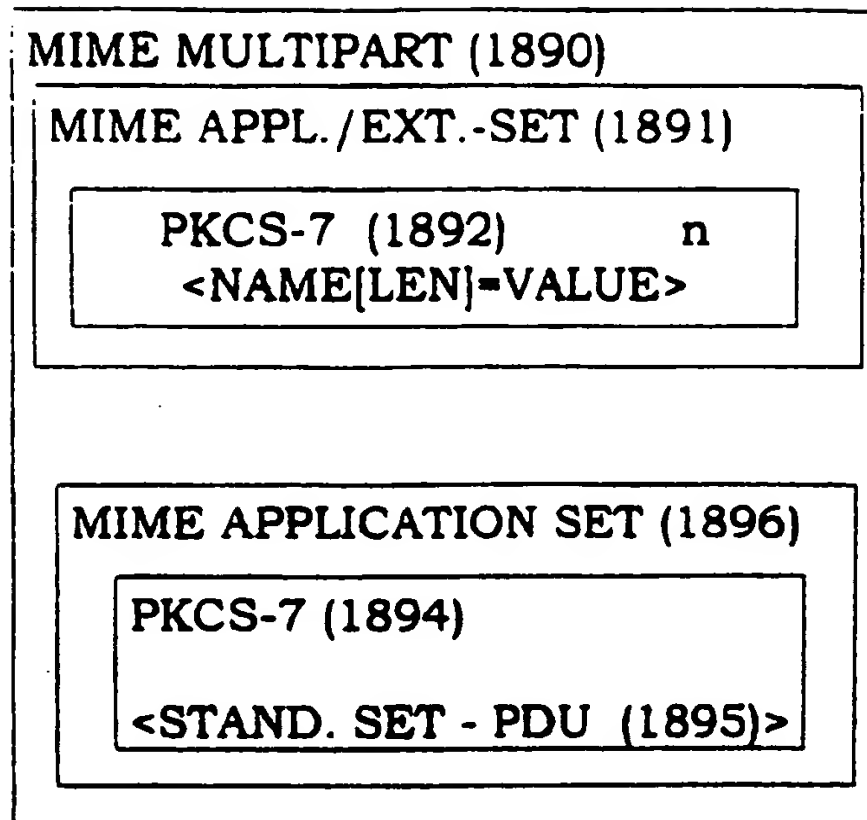 MIME MULTIPART (1890)
MIME APPL./EXT.-SET (1891)
PKCS-7 (1892) n
<NAME[LEN]=VALUE>
MIME APPLICATION SET (1896)
PKCS-7 (1894)
<STAND. SET - PDU (1895)>